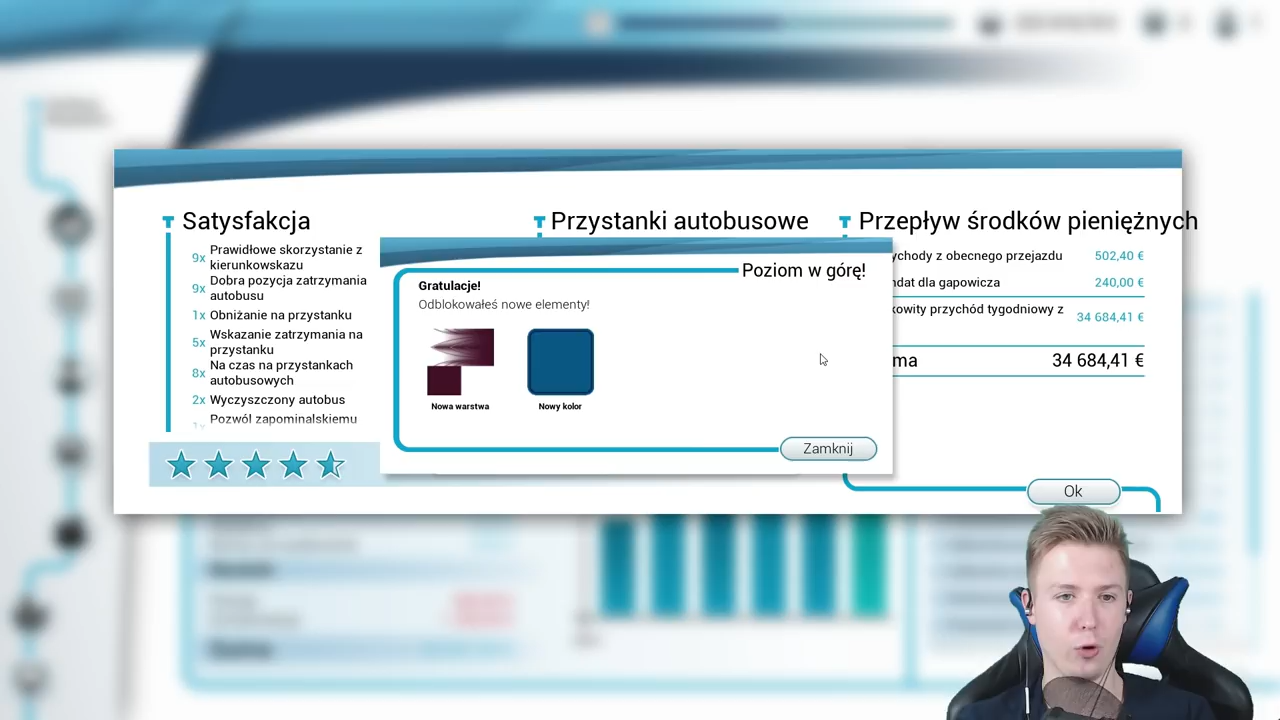 Satysfakcja
9x Prawidłowe skorzystanie z
kierunkowskazu
9x Dobra pozycja zatrzymania
autobusu
1x Obniżanie na przystanku
5x Wskazanie zatrzymania na
przystanku
8x Na czas na przystankach
autobusowych
2x Wyczyszczony autobus
1x Pozwól zapominalskiemu
Przystanki autobusowe
Poziom w górę!
Gratulacje!
Odblokowałeś nowe elementy!
Nowa warstwa
Nowy kolor
Zamknij
Przepływ środków pieniężnych
ychody z obecnego przejazdu 502,40 €
ndat dla gapowicza 240,00 €
kowity przychód tygodniowy z 34 684,41 €
ma 34 684,41 €
Ok